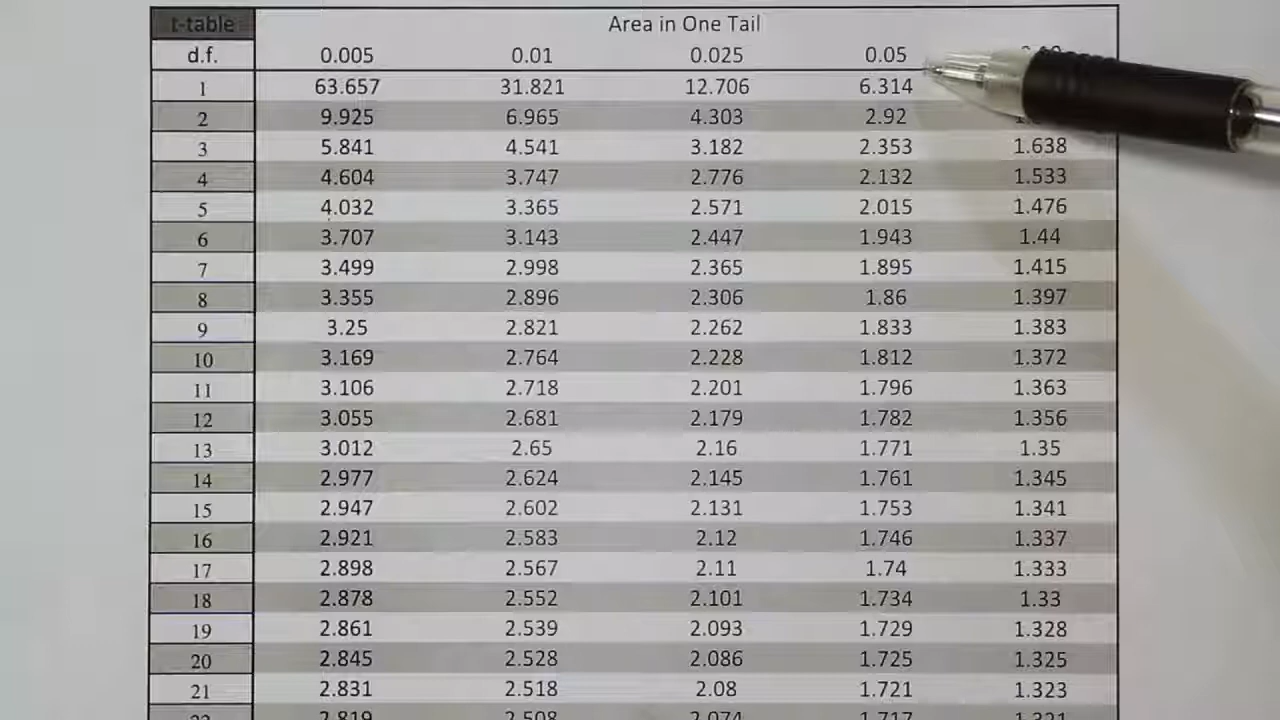 t-table Area in One Tail
d.f. 0.005 0.01 0.025 0.05
1 63.657 31.821 12.706 6.314
2 9.925 6.965 4.303 2.92
3 5.841 4.541 3.182 2.353 1.638
4 4.604 3.747 2.776 2.132 1.533
5 4.032 3.365 2.571 2.015 1.476
6 3.707 3.143 2.447 1.943 1.44
7 3.499 2.998 2.365 1.895 1.415
8 3.355 2.896 2.306 1.86 1.397
9 3.25 2.821 2.262 1.833 1.383
10 3.169 2.764 2.228 1.812 1.372
11 3.106 2.718 2.201 1.796 1.363
12 3.055 2.681 2.179 1.782 1.356
13 3.012 2.65 2.16 1.771 1.35
14 2.977 2.624 2.145 1.761 1.345
15 2.947 2.602 2.131 1.753 1.341
16 2.921 2.583 2.12 1.746 1.337
17 2.898 2.567 2.11 1.74 1.333
18 2.878 2.552 2.101 1.734 1.33
19 2.861 2.539 2.093 1.729 1.328
20 2.845 2.528 2.086 1.725 1.325
21 2.831 2.518 2.08 1.721 1.323
22 2.819 2.508 2.074 1.717 1.321